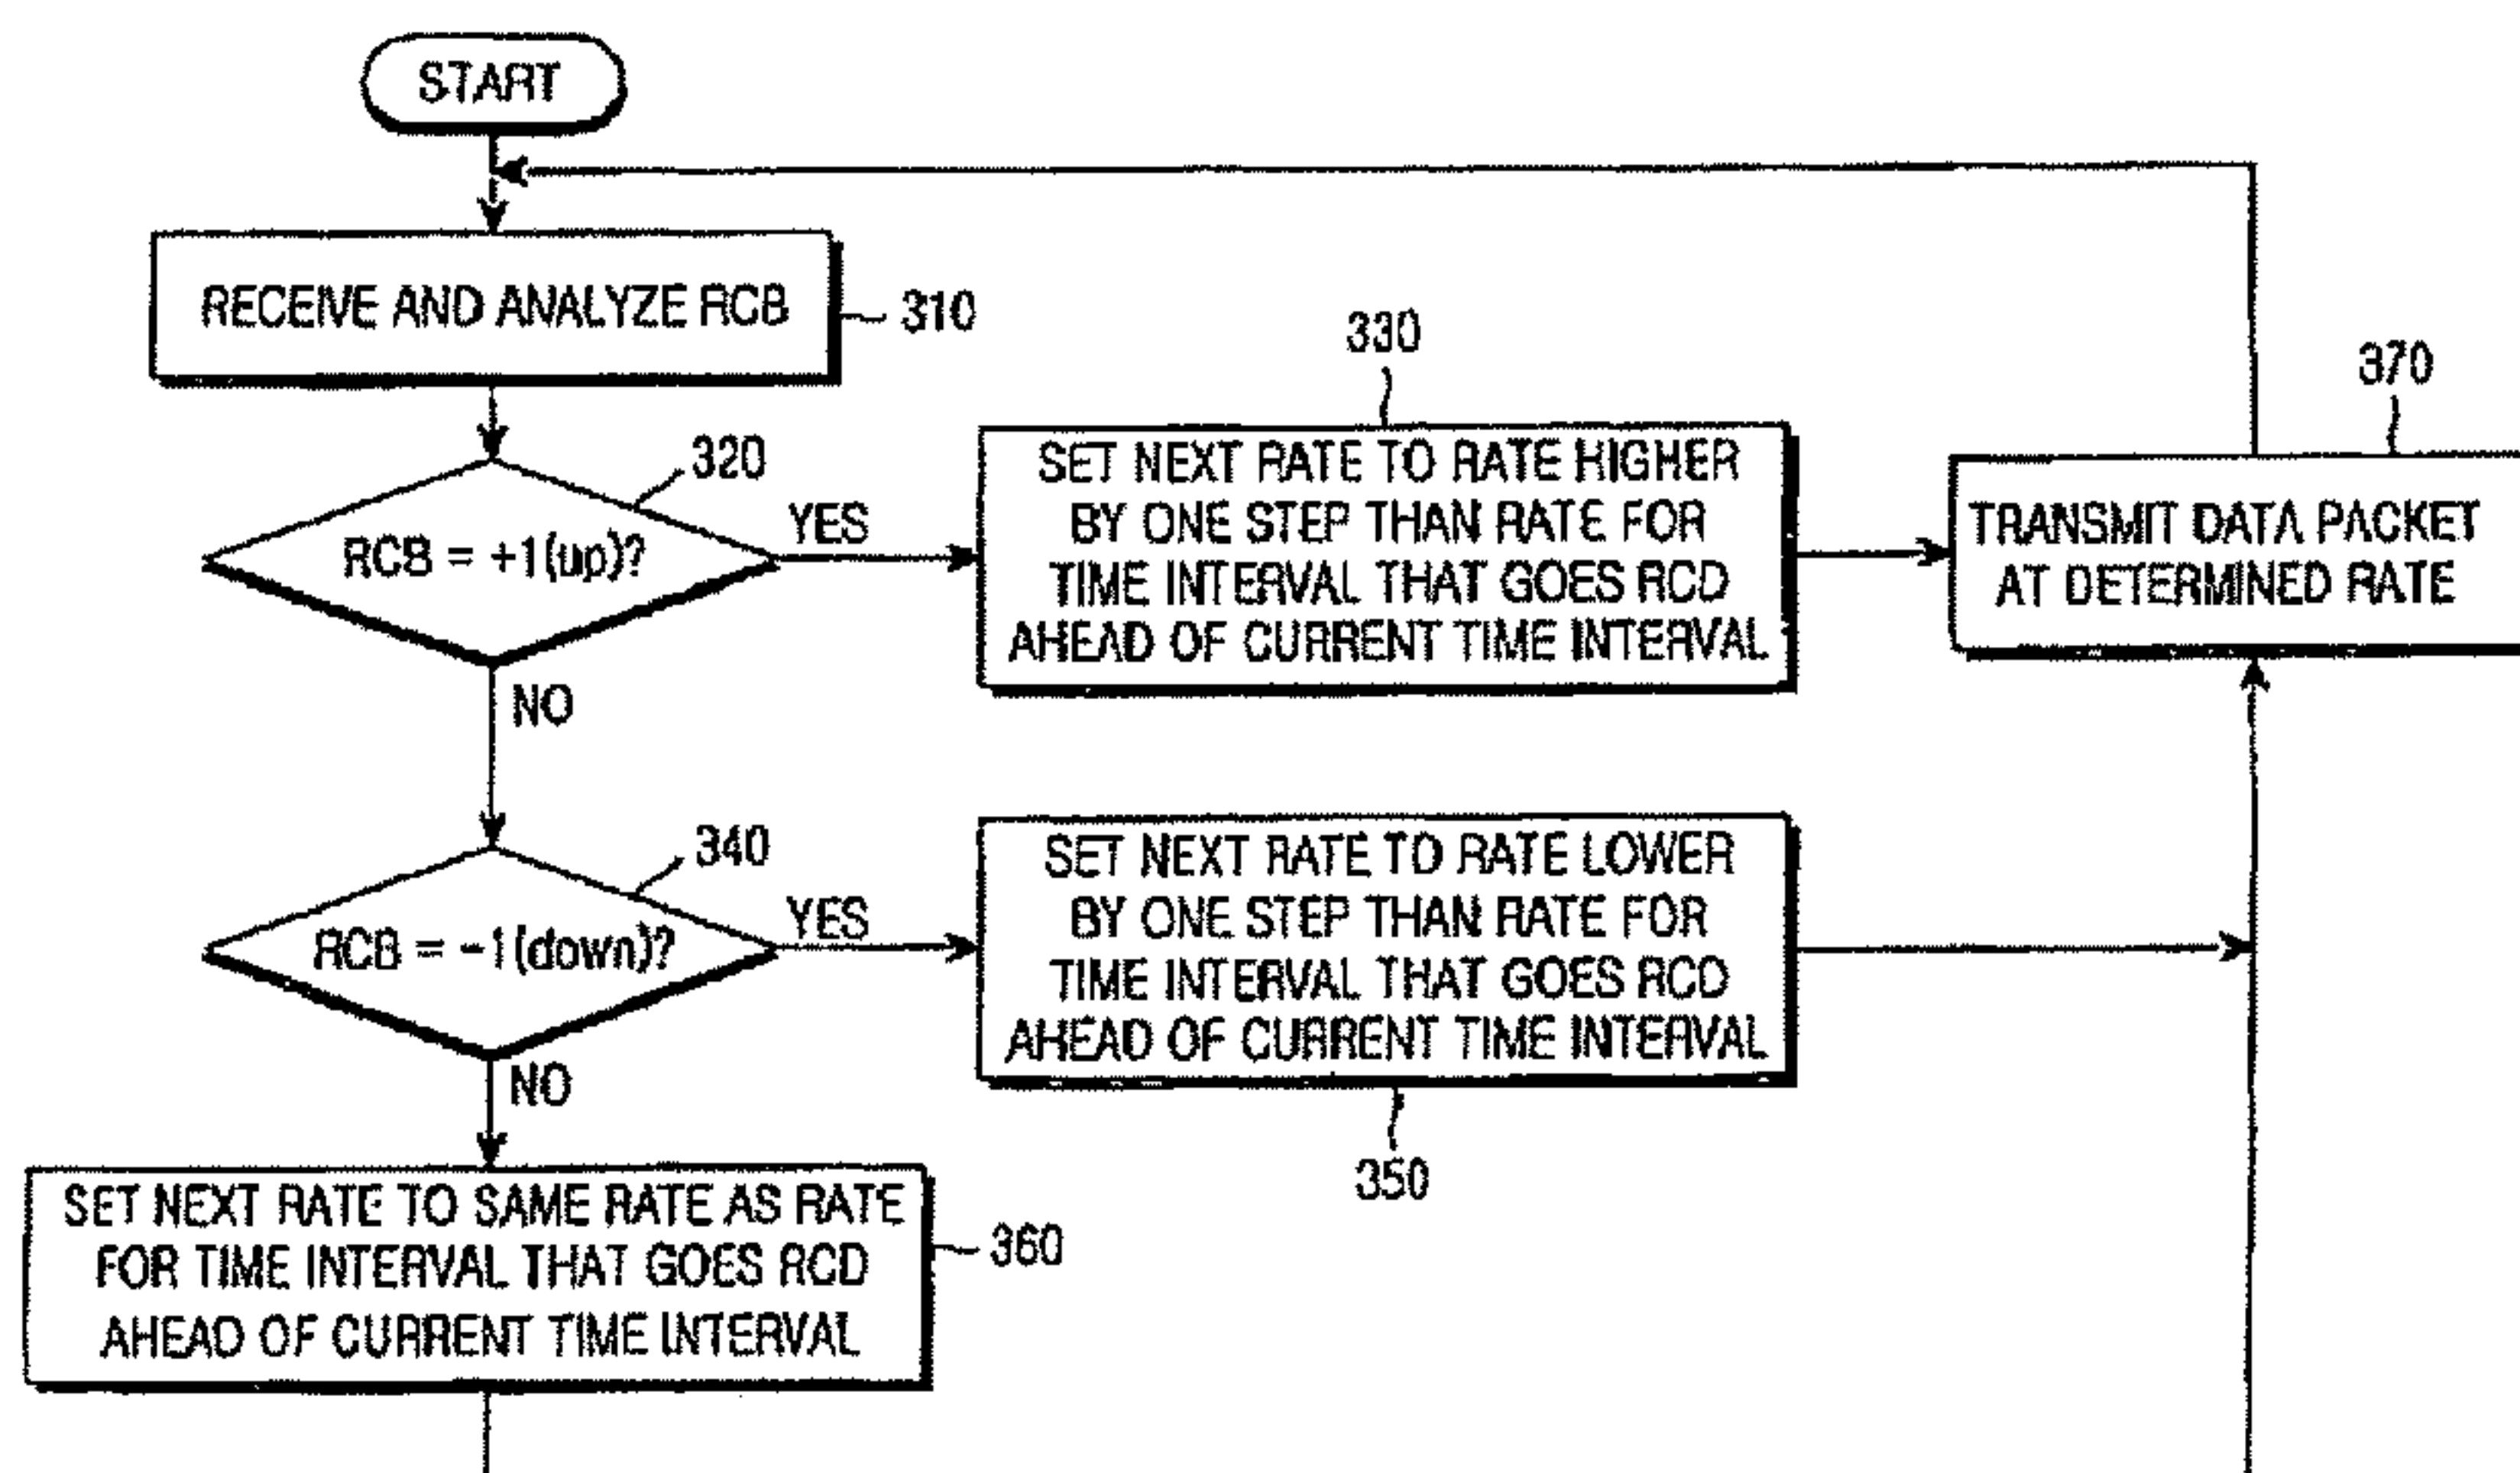 START
RECEIVE AND ANALYZE RCB
310
320
RCB = +1(up)?
YES
NO
330
SET NEXT RATE TO RATE HIGHER
BY ONE STEP THAN RATE FOR
TIME INTERVAL THAT GOES RCD
AHEAD OF CURRENT TIME INTERVAL
370
TRANSMIT DATA PACKET
AT DETERMINED RATE
340
RCB = -1(down)?
YES
NO
SET NEXT RATE TO RATE LOWER
BY ONE STEP THAN RATE FOR
TIME INTERVAL THAT GOES RCD
AHEAD OF CURRENT TIME INTERVAL
350
SET NEXT RATE TO SAME RATE AS RATE
FOR TIME INTERVAL THAT GOES RCD
AHEAD OF CURRENT TIME INTERVAL
360